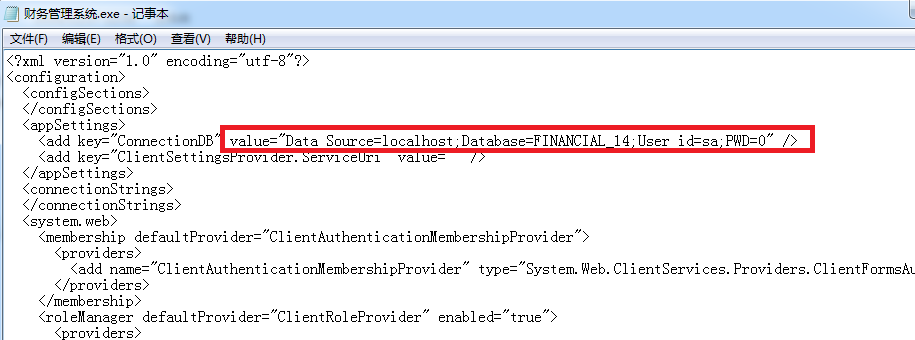 财务管理系统.exe - 记事本
文件(F) 编辑(E) 格式(O) 查看(V) 帮助(H)
<?xml version="1.0" encoding="utf-8"?>
<configuration>
<configSections>
</configSections>
<appSettings>
<add key="ConnectionDB" value="Data Source=localhost;Database=FINANCIAL_14;User id=sa;PWD=0" />
<add key="ClientSettingsProvider.ServiceUri" value="" />
</appSettings>
<connectionStrings>
</connectionStrings>
<system.web>
<membership defaultProvider="ClientAuthenticationMembershipProvider">
<providers>
<add name="ClientAuthenticationMembershipProvider" type="System.Web.ClientServices.Providers.ClientFormsAu
</providers>
</membership>
<roleManager defaultProvider="ClientRoleProvider" enabled="true">
<providers>